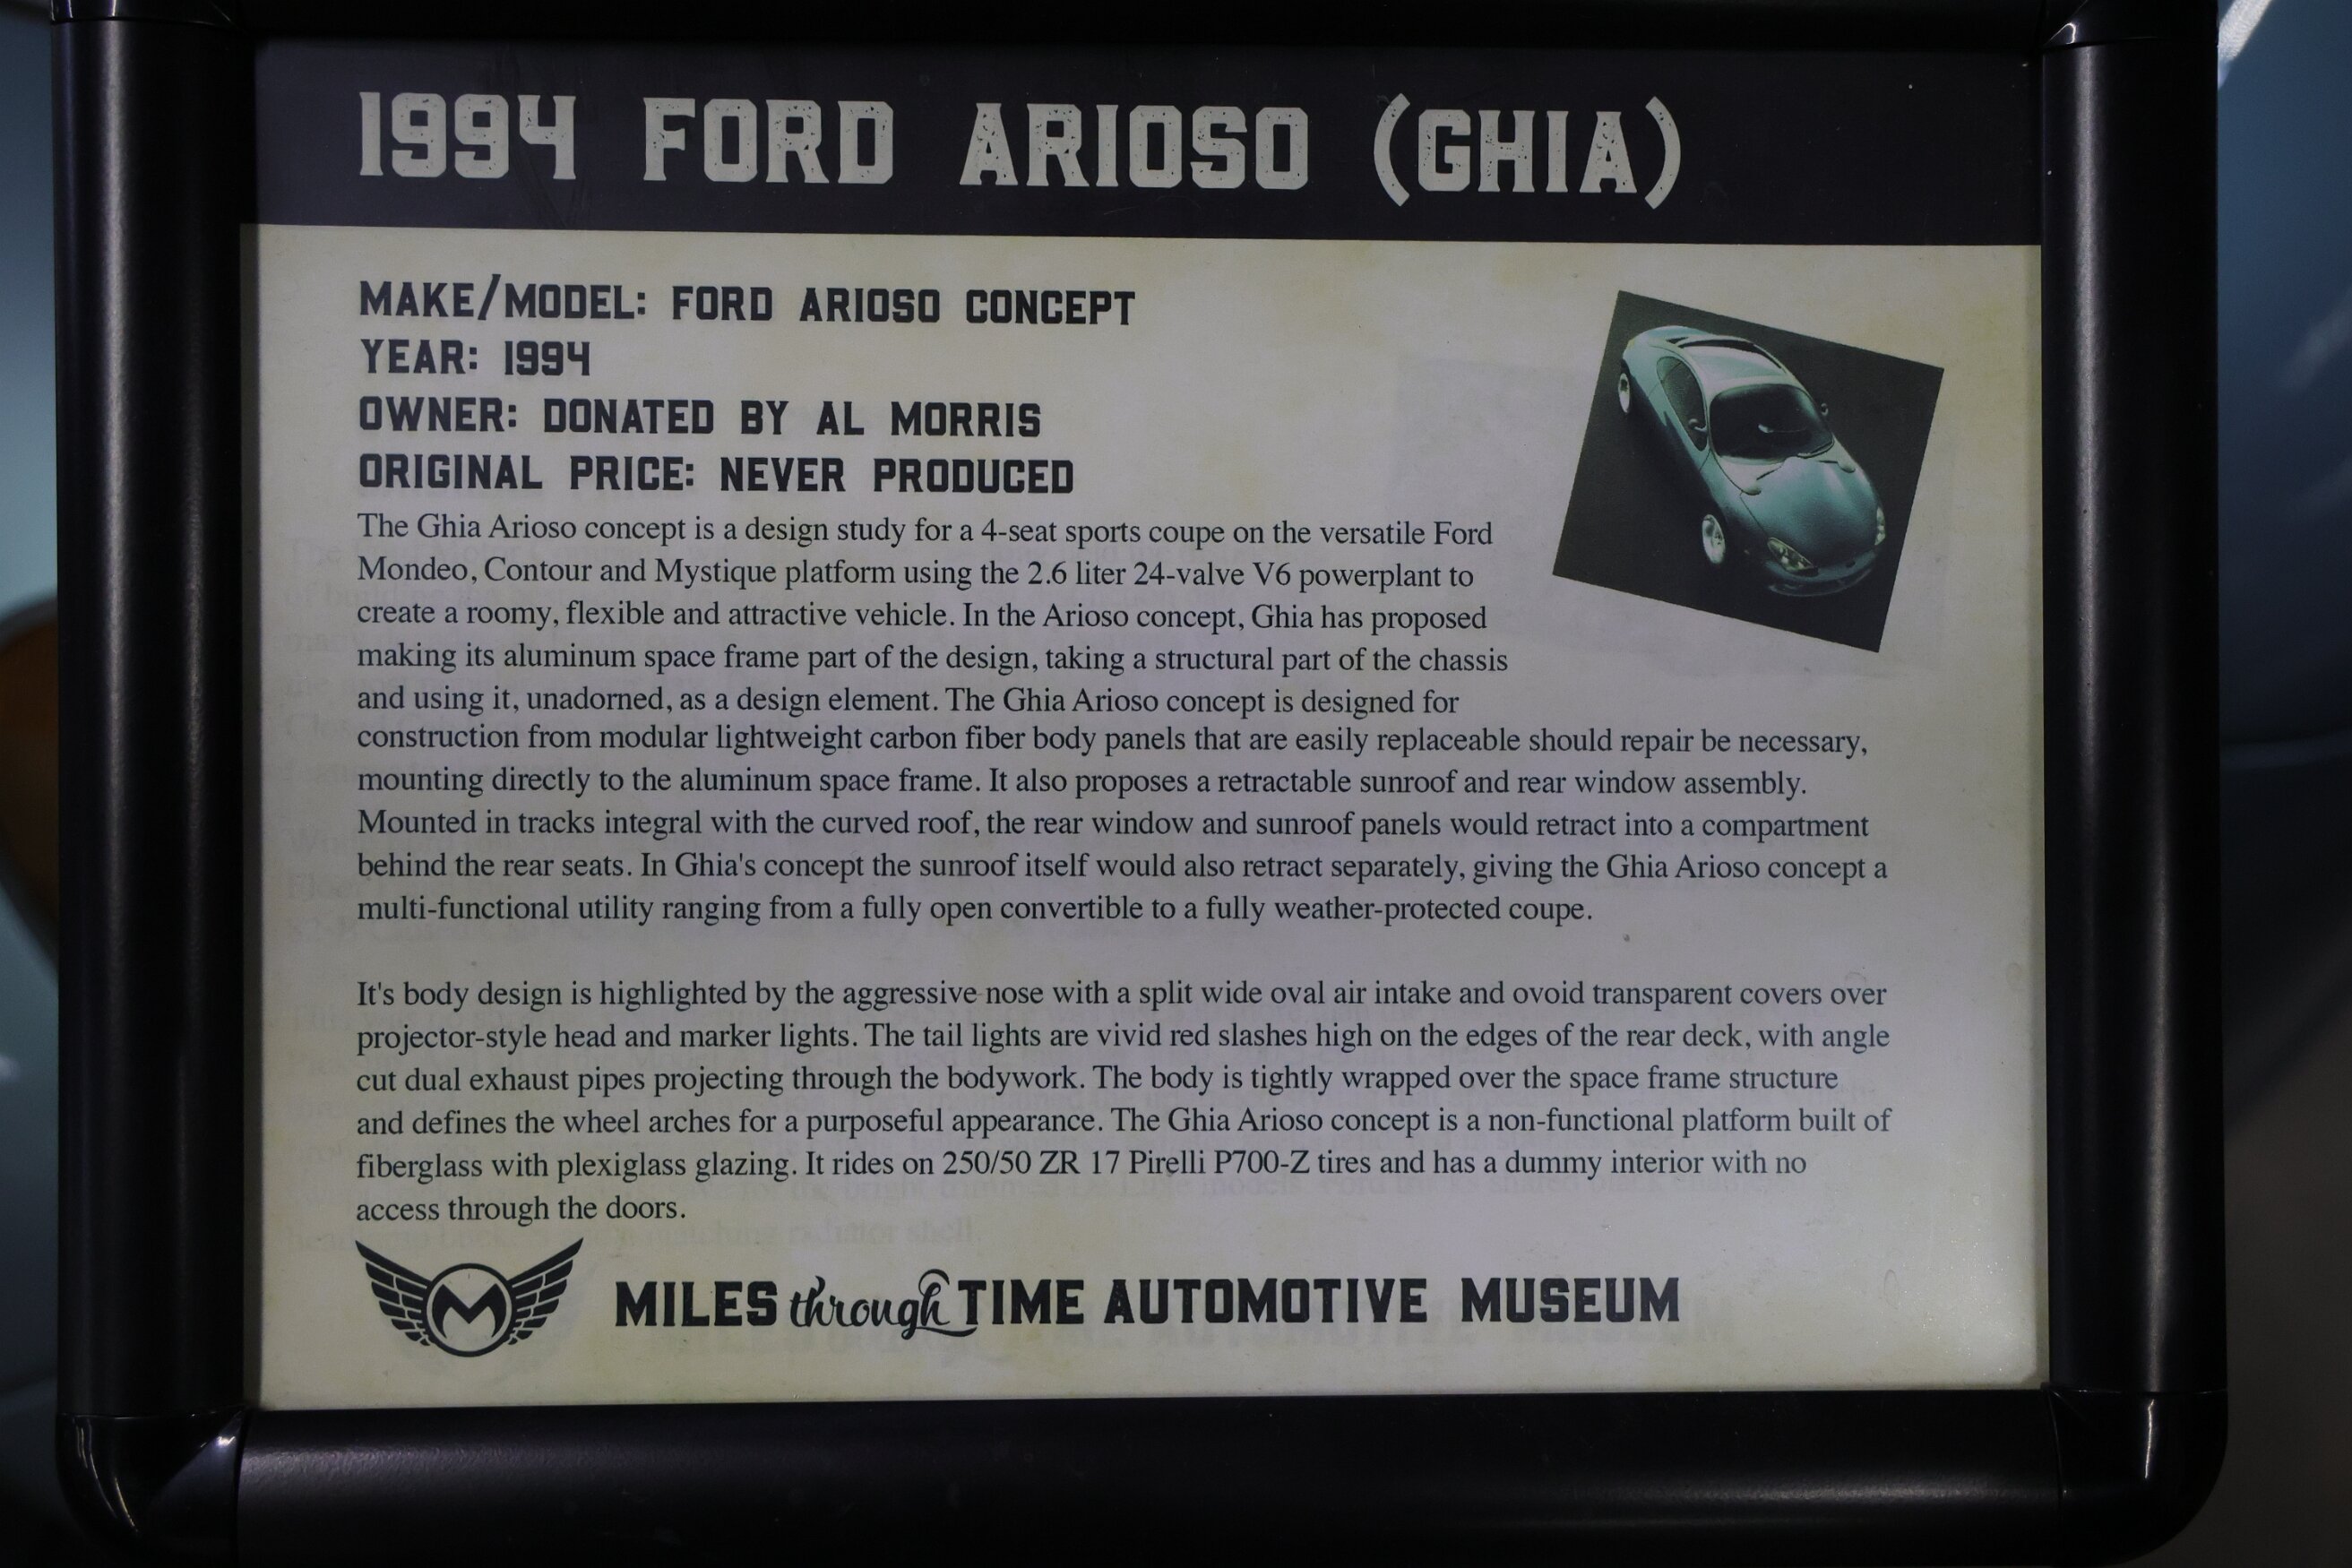 1994 FORD ARIOSO (GHIA)
MAKE/MODEL: FORD ARIOSO CONCEPT
YEAR: 1994
OWNER: DONATED BY AL MORRIS
ORIGINAL PRICE: NEVER PRODUCED
The Ghia Arioso concept is a design study for a 4-seat sports coupe on the versatile Ford
Mondeo, Contour and Mystique platform using the 2.6 liter 24-valve V6 powerplant to
create a roomy, flexible and attractive vehicle. In the Arioso concept, Ghia has proposed
making its aluminum space frame part of the design, taking a structural part of the chassis
and using it, unadorned, as a design element. The Ghia Arioso concept is designed for
construction from modular lightweight carbon fiber body panels that are easily replaceable should repair be necessary,
mounting directly to the aluminum space frame. It also proposes a retractable sunroof and rear window assembly.
Mounted in tracks integral with the curved roof, the rear window and sunroof panels would retract into a compartment
behind the rear seats. In Ghia's concept the sunroof itself would also retract separately, giving the Ghia Arioso concept a
multi-functional utility ranging from a fully open convertible to a fully weather-protected coupe.
It's body design is highlighted by the aggressive nose with a split wide oval air intake and ovoid transparent covers over
projector-style head and marker lights. The tail lights are vivid red slashes high on the edges of the rear deck, with angle
cut dual exhaust pipes projecting through the bodywork. The body is tightly wrapped over the space frame structure
and defines the wheel arches for a purposeful appearance. The Ghia Arioso concept is a non-functional platform built of
fiberglass with plexiglass glazing. It rides on 250/50 ZR 17 Pirelli P700-Z tires and has a dummy interior with no
access through the doors.
M MILES through TIME AUTOMOTIVE MUSEUM